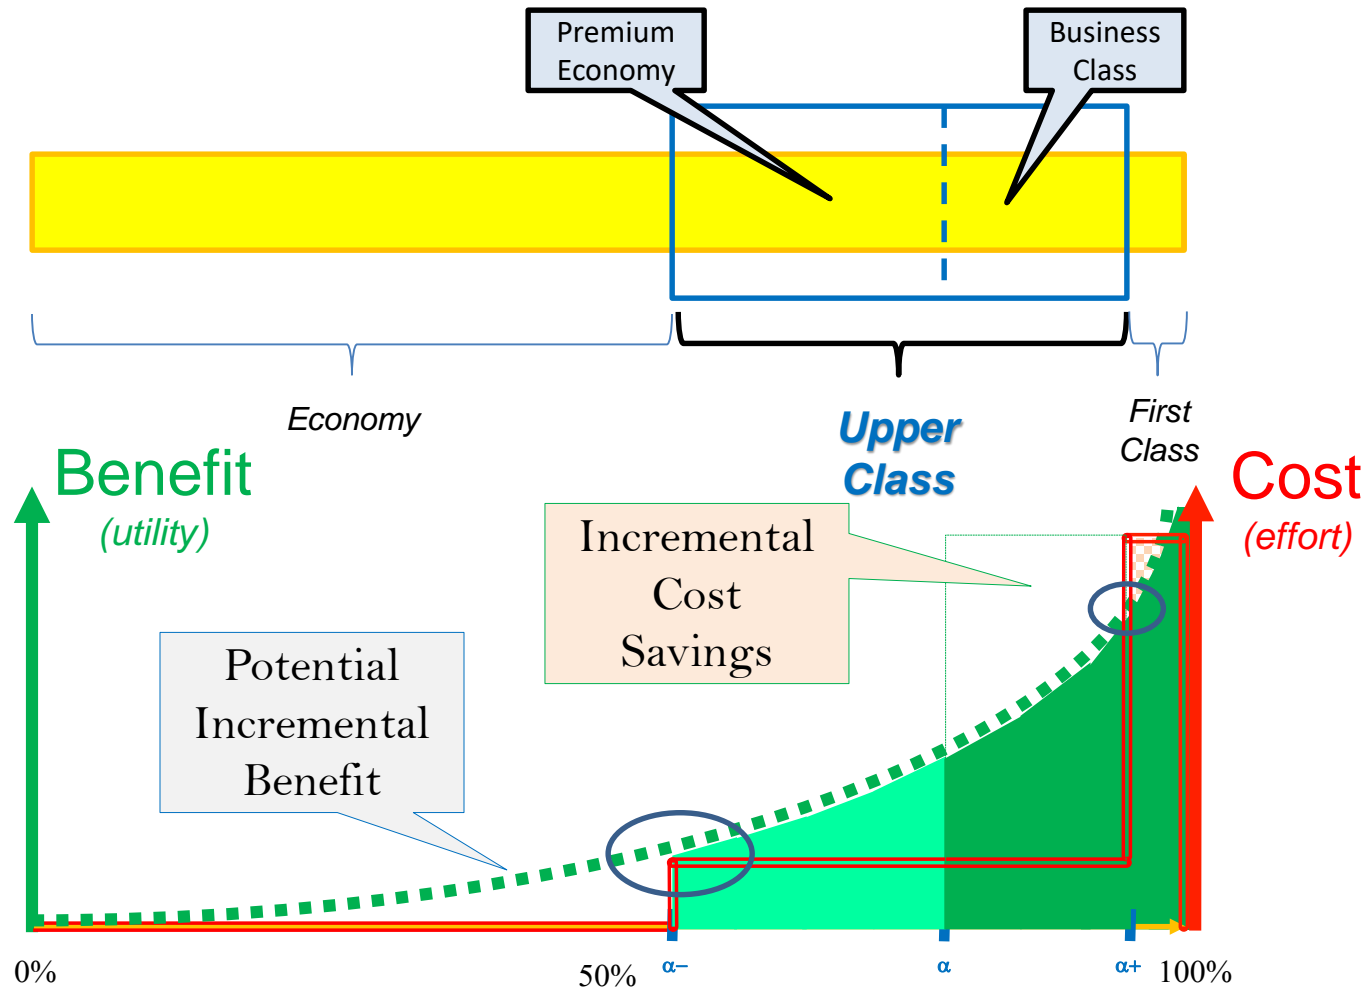 Premium
Economy
Business
Class
Economy
Upper
Class
First
Class
Benefit
(utility)
Cost
(effort)
Incremental
Cost
Savings
Potential
Incremental
Benefit
0%
50%
α−
α
α+
100%